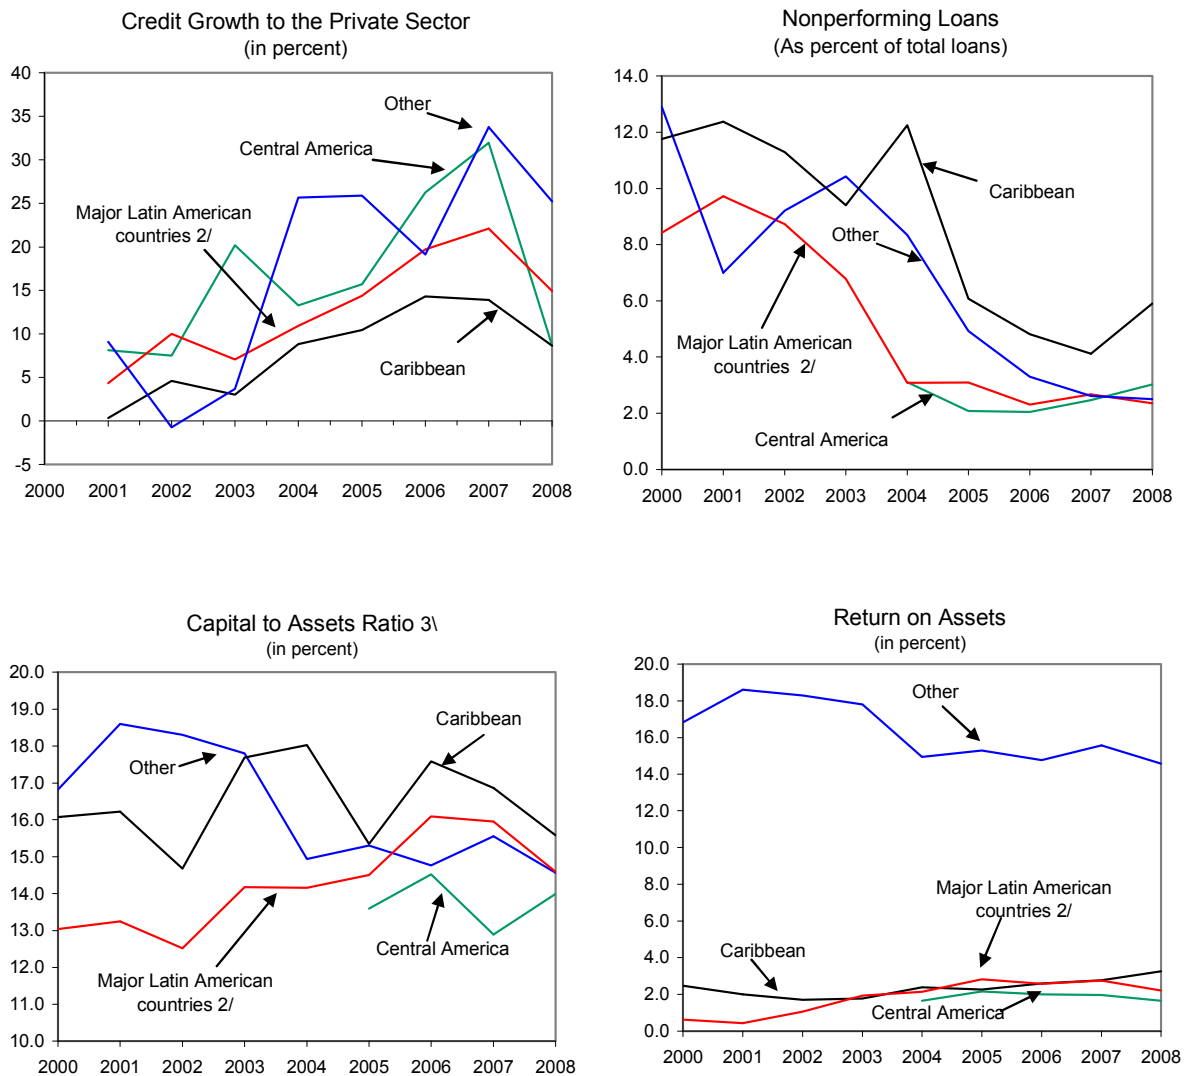 Credit Growth to the Private Sector
(in percent)
40
35
30
25
20
15
10
5
0
-5
2000 2001 2002 2003 2004 2005 2006 2007 2008
Other
Central America
Major Latin American
countries 2/
Caribbean
Nonperforming Loans
(As percent of total loans)
14.0
12.0
10.0
8.0
6.0
4.0
2.0
0.0
2000 2001 2002 2003 2004 2005 2006 2007 2008
Caribbean
Other
Major Latin American
countries 2/
Central America
Capital to Assets Ratio 3\
(in percent)
20.0
19.0
18.0
17.0
16.0
15.0
14.0
13.0
12.0
11.0
10.0
2000 2001 2002 2003 2004 2005 2006 2007 2008
Caribbean
Other
Central America
Major Latin American
countries 2/
Return on Assets
(in percent)
20.0
18.0
16.0
14.0
12.0
10.0
8.0
6.0
4.0
2.0
0.0
2000 2001 2002 2003 2004 2005 2006 2007 2008
Other
Major Latin American
countries 2/
Caribbean
Central America